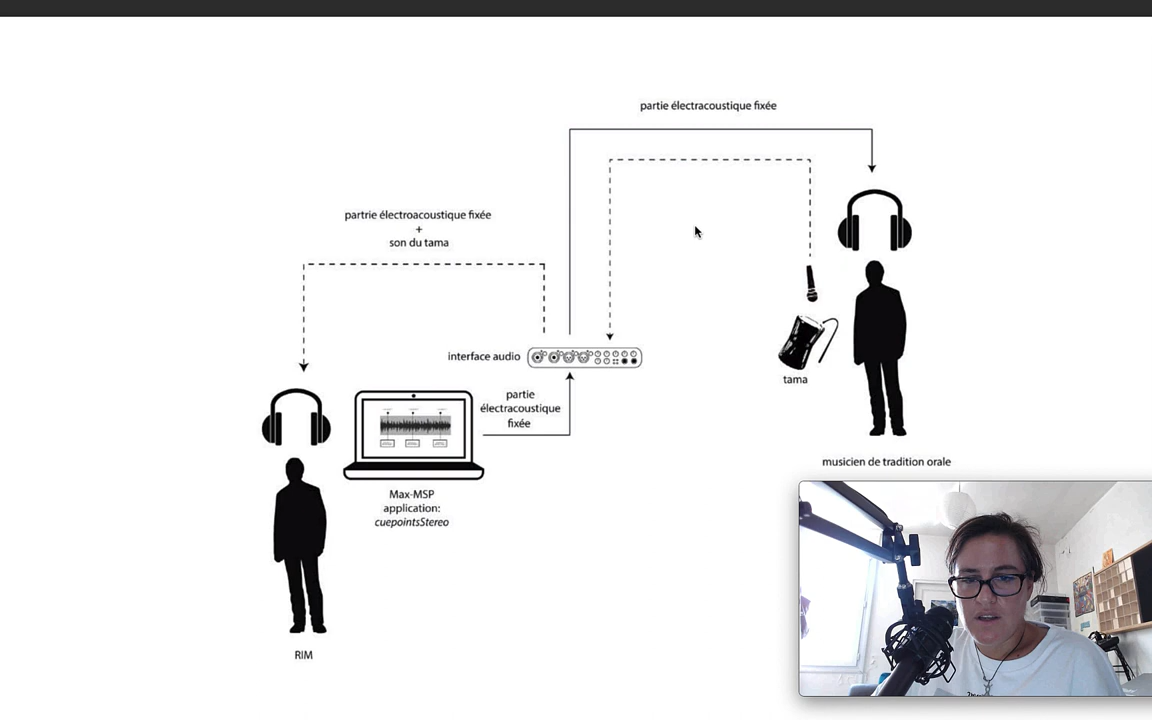 partie électracoustique fixée
partrie électroacoustique fixée
+
son du tama
interface audio
tama
partie
électracoustique
fixée
musicien de tradition orale
Max-MSP
application:
cuepointsStereo
RIM